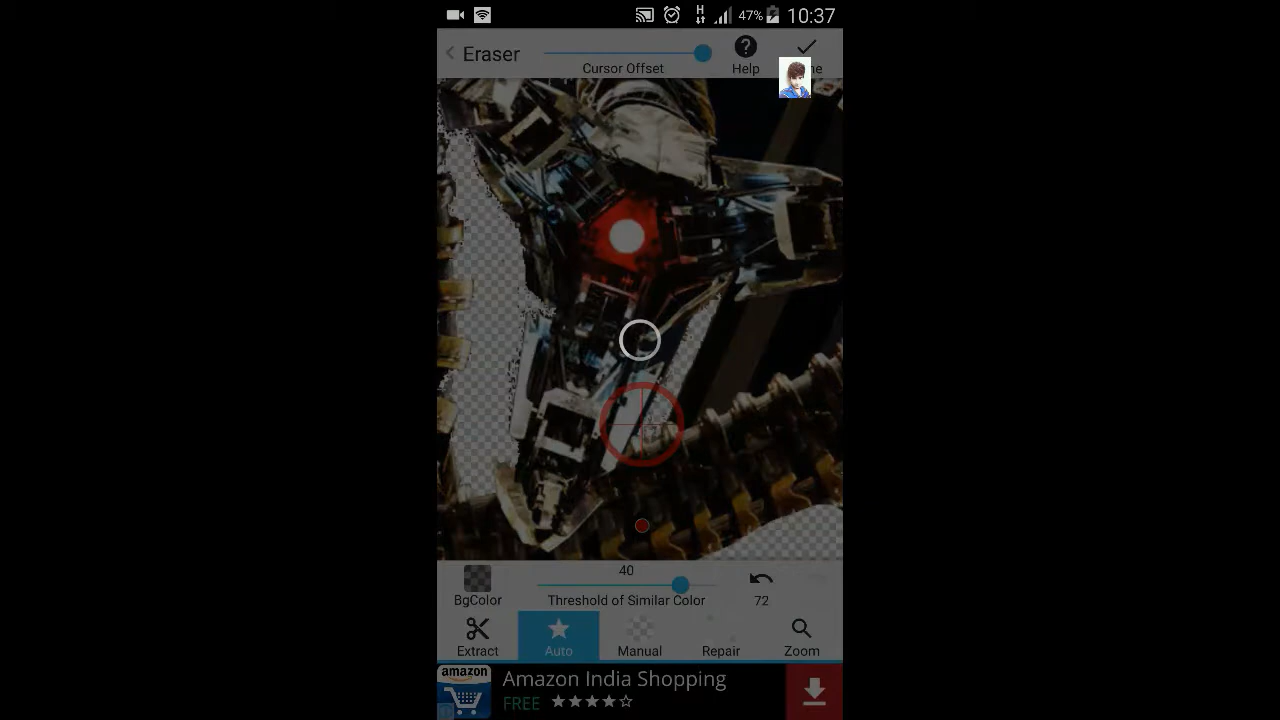 H 47% 10:37
Eraser
Cursor Offset
Help
40
BgColor
Threshold of Similar Color
72
Extract
Auto
Manual
Repair
Zoom
amazon
Amazon India Shopping
FREE